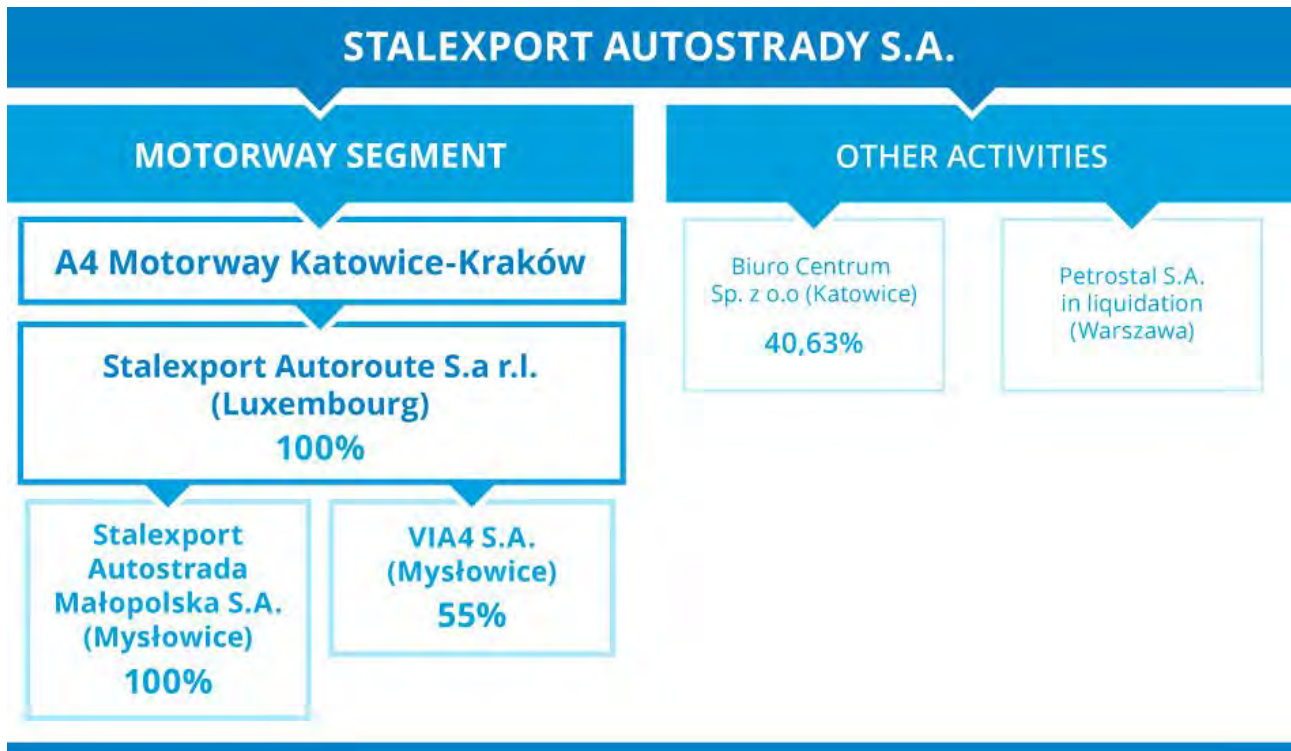 STALEXPORT AUTOSTRADY S.A.
MOTORWAY SEGMENT
A4 Motorway Katowice-Kraków
Stalexport Autoroute S.a r.l.
(Luxembourg)
100%
Stalexport
Autostrada
Małopolska S.A.
(Mysłowice)
100%
VIA4 S.A.
(Mysłowice)
55%
OTHER ACTIVITIES
Biuro Centrum
Sp. z o.o (Katowice)
40,63%
Petrostal S.A.
in liquidation
(Warszawa)